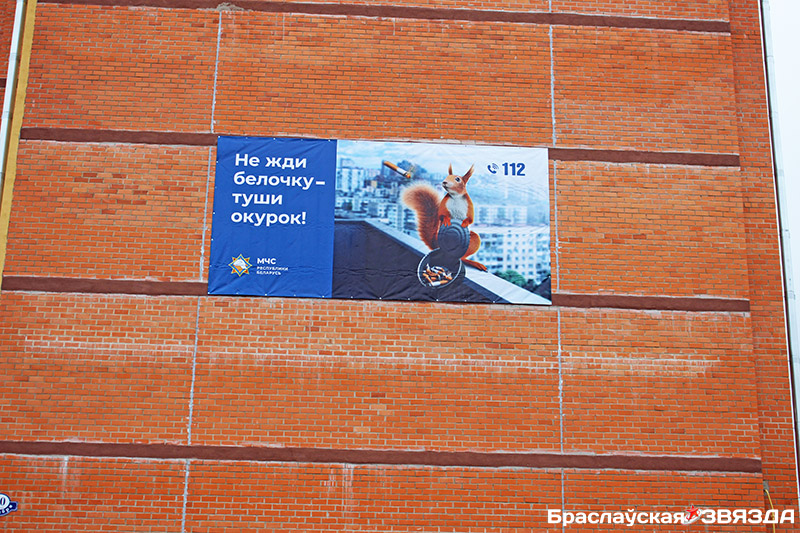 Не жди
белочку –
туши
окурок!
МЧС
РЕСПУБЛИКИ
БЕЛАРУСЬ
112
Браслаўская ЗВЯЗДА